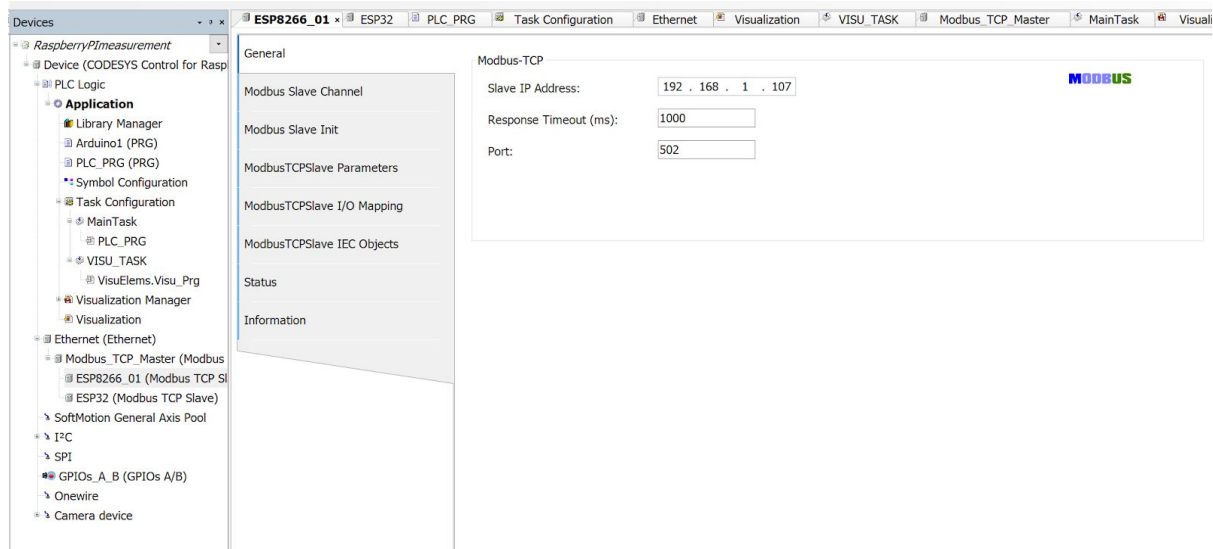 Devices
ESP8266_01 x ESP32 PLC_PRG Task Configuration Ethernet Visualization VISU_TASK Modbus_TCP_Master MainTask Visuali
RaspberryPImeasurement
Device (CODESYS Control for Rasp
PLC Logic
Application
Library Manager
Arduino1 (PRG)
PLC_PRG (PRG)
Symbol Configuration
Task Configuration
MainTask
PLC_PRG
VISU_TASK
VisuElems.Visu_Prg
Visualization Manager
Visualization
Ethernet (Ethernet)
Modbus_TCP_Master (Modbus
ESP8266_01 (Modbus TCP Sl
ESP32 (Modbus TCP Slave)
SoftMotion General Axis Pool
I²C
SPI
GPIOs_A_B (GPIOs A/B)
Onewire
Camera device
General
Modbus Slave Channel
Modbus Slave Init
ModbusTCPSlave Parameters
ModbusTCPSlave I/O Mapping
ModbusTCPSlave IEC Objects
Status
Information
Modbus-TCP
MODBUS
Slave IP Address: 192 . 168 . 1 . 107
Response Timeout (ms): 1000
Port: 502